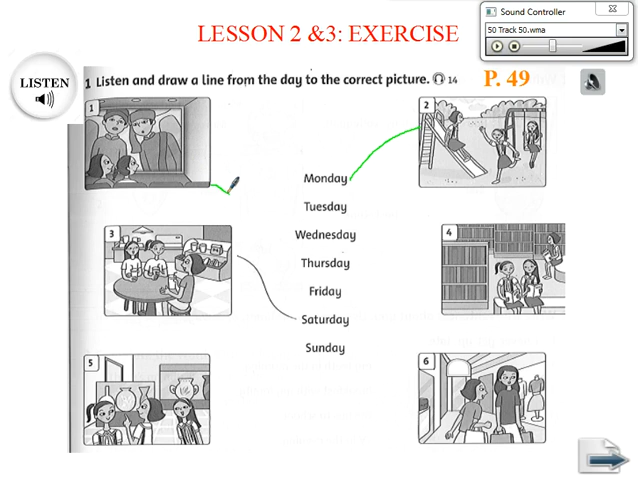 LESSON 2 &3: EXERCISE
Sound Controller
50 Track 50.wma
LISTEN
1 Listen and draw a line from the day to the correct picture. 14
P. 49
1
2
Monday
Tuesday
Wednesday
3
4
Thursday
Friday
Saturday
Sunday
5
6